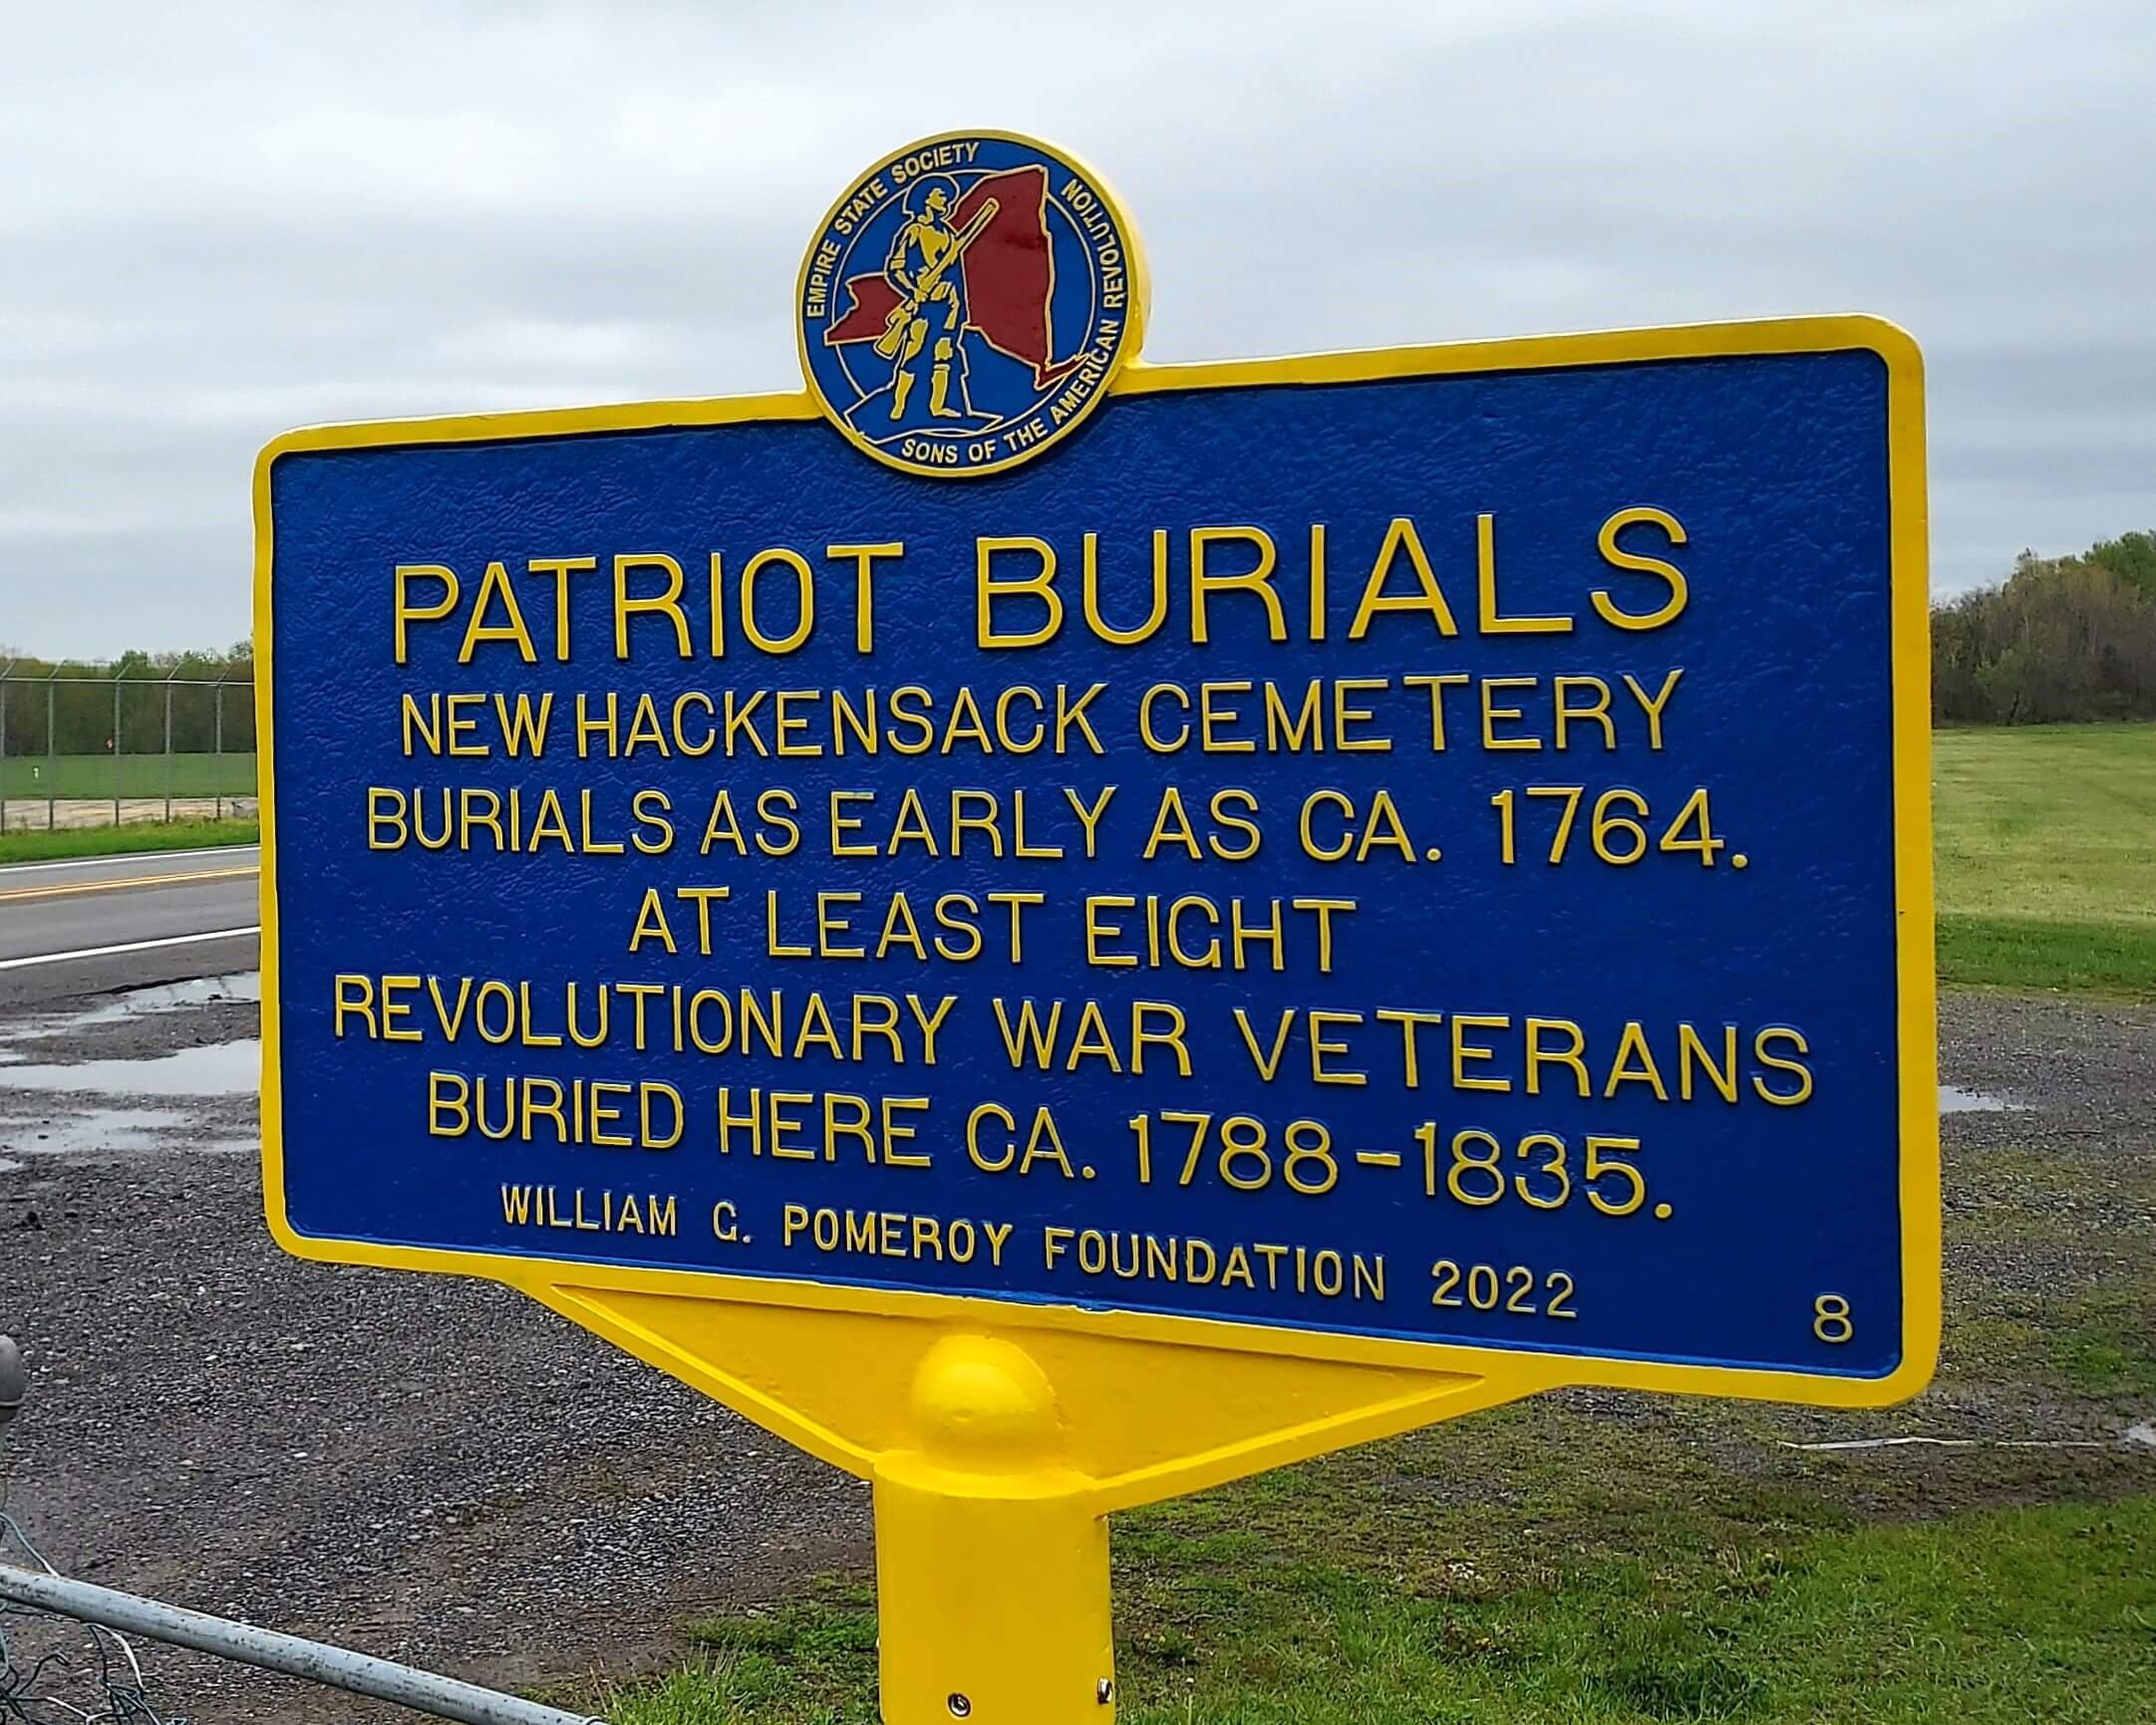 EMPIRE STATE SOCIETY
SONS OF THE AMERICAN REVOLUTION
PATRIOT BURIALS
NEW HACKENSACK CEMETERY
BURIALS AS EARLY AS CA. 1764.
AT LEAST EIGHT
REVOLUTIONARY WAR VETERANS
BURIED HERE CA. 1788-1835.
WILLIAM G. POMEROY FOUNDATION 2022
8